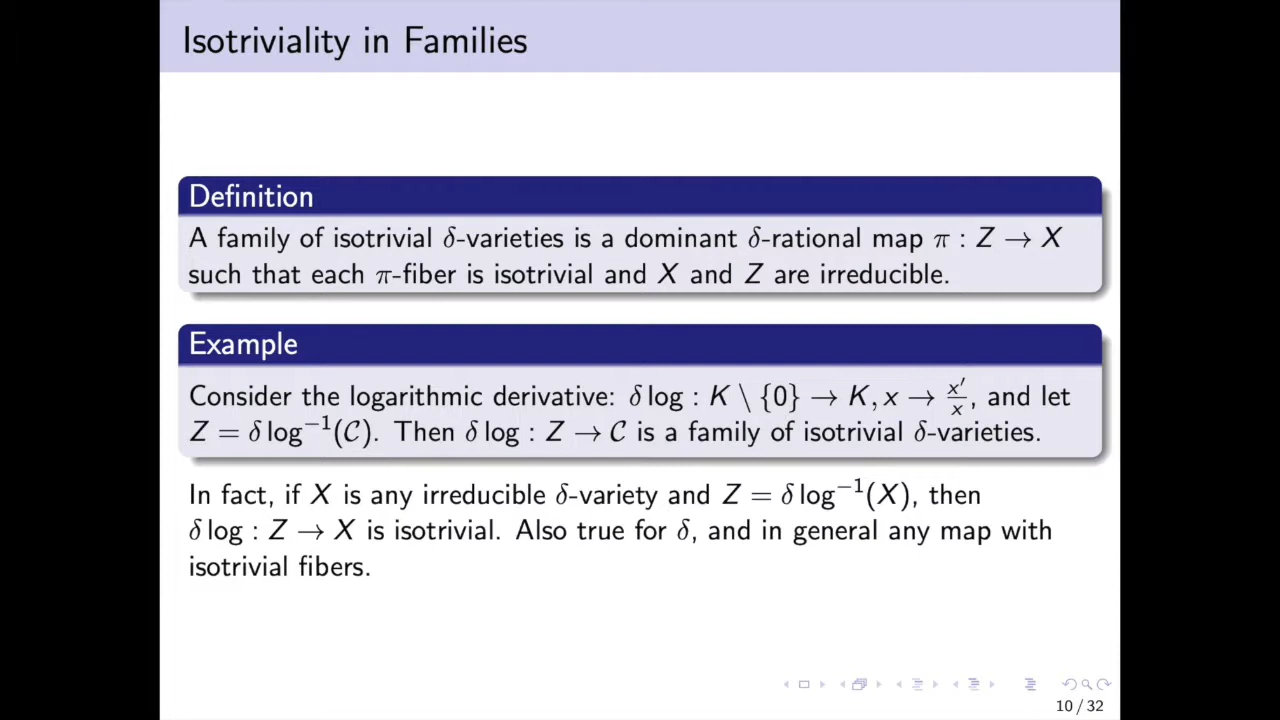 Isotriviality in Families
Definition
A family of isotrivial δ-varieties is a dominant δ-rational map π : Z → X
such that each π-fiber is isotrivial and X and Z are irreducible.
Example
Consider the logarithmic derivative: δ log : K \ {0} → K, x → x′/x, and let
Z = δ log⁻¹(𝒞). Then δ log : Z → 𝒞 is a family of isotrivial δ-varieties.
In fact, if X is any irreducible δ-variety and Z = δ log⁻¹(X), then
δ log : Z → X is isotrivial. Also true for δ, and in general any map with
isotrivial fibers.
10 / 32